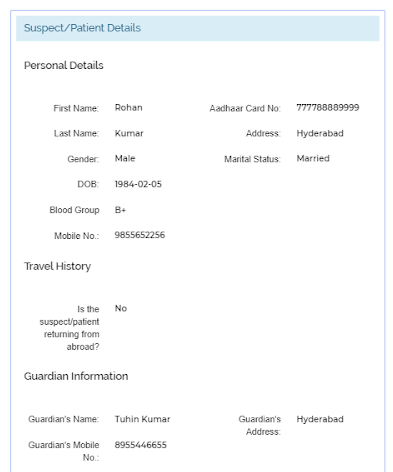 Suspect/Patient Details
Personal Details
First Name: Rohan Aadhaar Card No: 777788889999
Last Name: Kumar Address: Hyderabad
Gender: Male Marital Status: Married
DOB: 1984-02-05
Blood Group B+
Mobile No.: 9855652256
Travel History
Is the No
suspect/patient
returning from
abroad?
Guardian Information
Guardian's Name: Tuhin Kumar Guardian's Hyderabad
Address:
Guardian's Mobile 8955446655
No.: